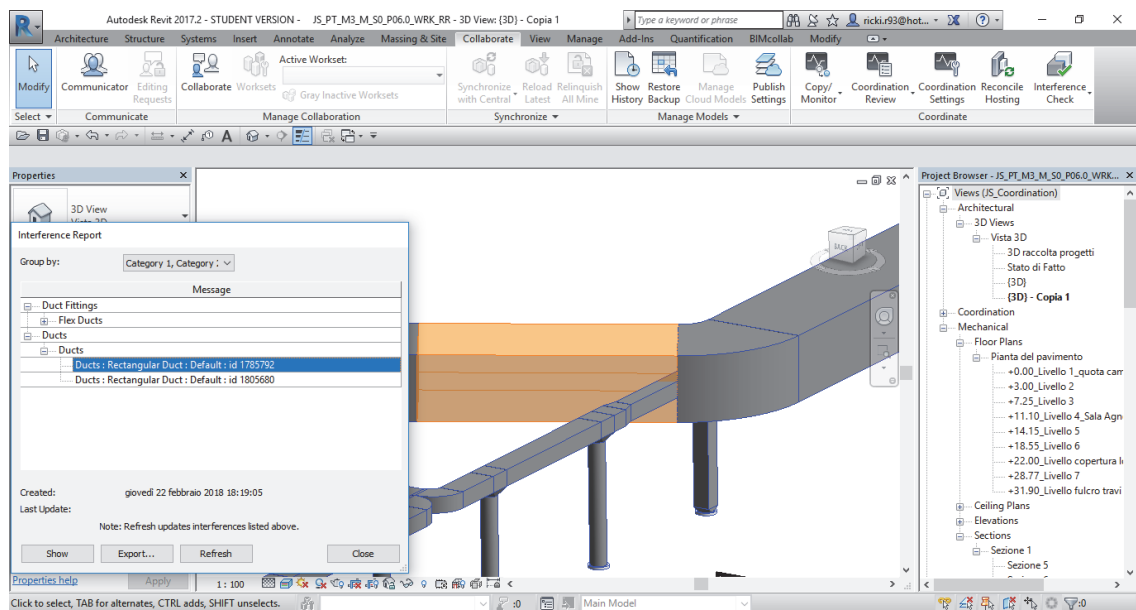 Autodesk Revit 2017.2 - STUDENT VERSION - JS_PT_M3_M_S0_P06.0_WRK_RR - 3D View: {3D} - Copia 1
Type a keyword or phrase
ricki.r93@hot...
Architecture Structure Systems Insert Annotate Analyze Massing & Site Collaborate View Manage Add-Ins Quantification BIMcollab Modify
Modify
Communicator
Editing Requests
Collaborate
Worksets
Active Workset:
Gray Inactive Worksets
Synchronize with Central
Reload Latest
Relinquish All Mine
Show History
Restore Backup
Manage Cloud Models
Publish Settings
Copy/ Monitor
Coordination Review
Coordination Settings
Reconcile Hosting
Interference Check
Select Communicate Manage Collaboration Synchronize Manage Models Coordinate
Properties
3D View
Interference Report
Group by:
Category 1, Category
Message
Duct Fittings
Flex Ducts
Ducts
Ducts
Ducts : Rectangular Duct : Default : id 1785792
Ducts : Rectangular Duct : Default : id 1805680
Created: giovedì 22 febbraio 2018 18:19:05
Last Update:
Note: Refresh updates interferences listed above.
Show Export... Refresh Close
Properties help
Apply
BACK
1 : 100
Project Browser - JS_PT_M3_M_S0_P06.0_WRK...
Views (JS_Coordination)
Architectural
3D Views
Vista 3D
3D raccolta progetti
Stato di Fatto
{3D}
{3D} - Copia 1
Coordination
Mechanical
Floor Plans
Pianta del pavimento
+0.00_Livello 1_quota cam
+3.00_Livello 2
+7.25_Livello 3
+11.10_Livello 4_Sala Agn
+14.15_Livello 5
+18.55_Livello 6
+22.00_Livello copertura l
+28.77_Livello 7
+31.90_Livello fulcro travi
Ceiling Plans
Elevations
Sections
Sezione 1
Sezione 5
Click to select, TAB for alternates, CTRL adds, SHIFT unselects.
:0
Main Model
:0